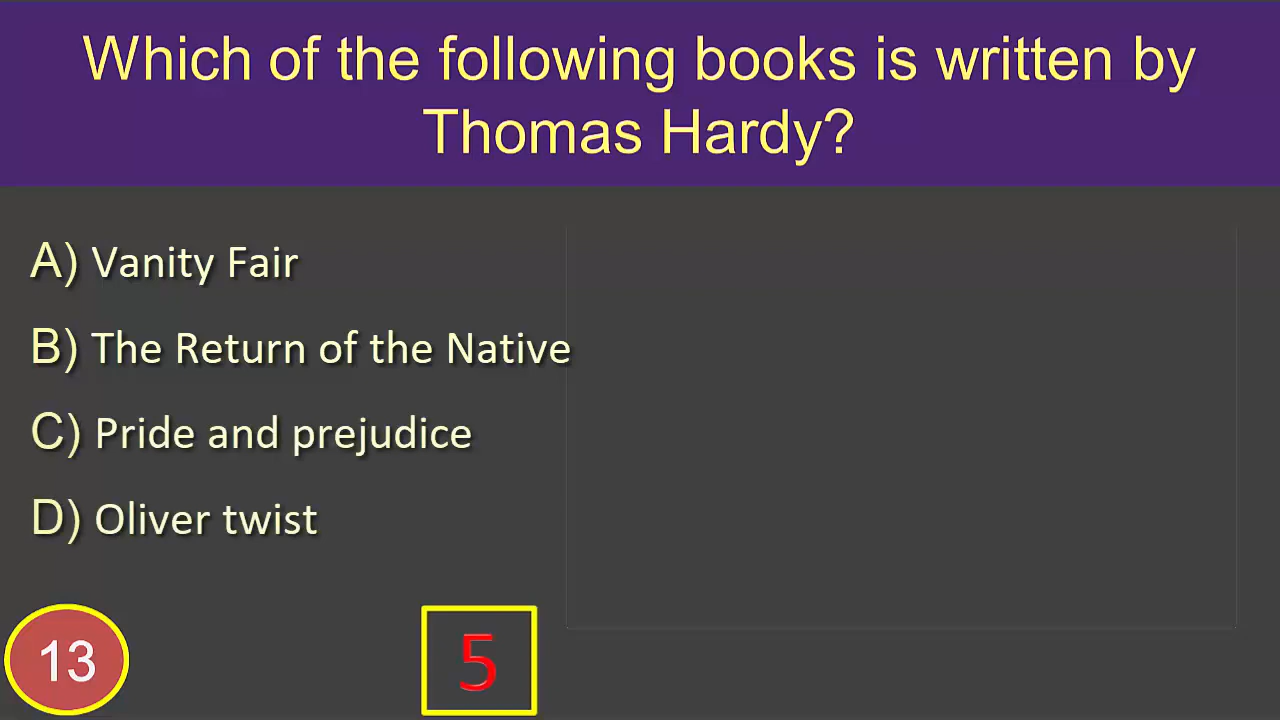 Which of the following books is written by
Thomas Hardy?
A) Vanity Fair
B) The Return of the Native
C) Pride and prejudice
D) Oliver twist
13
5